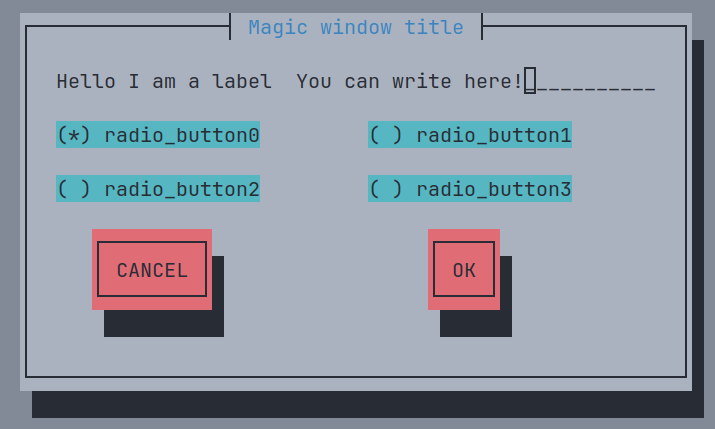 Magic window title
Hello I am a label  You can write here!___________
(*) radio_button0  ( ) radio_button1
( ) radio_button2  ( ) radio_button3
CANCEL  OK